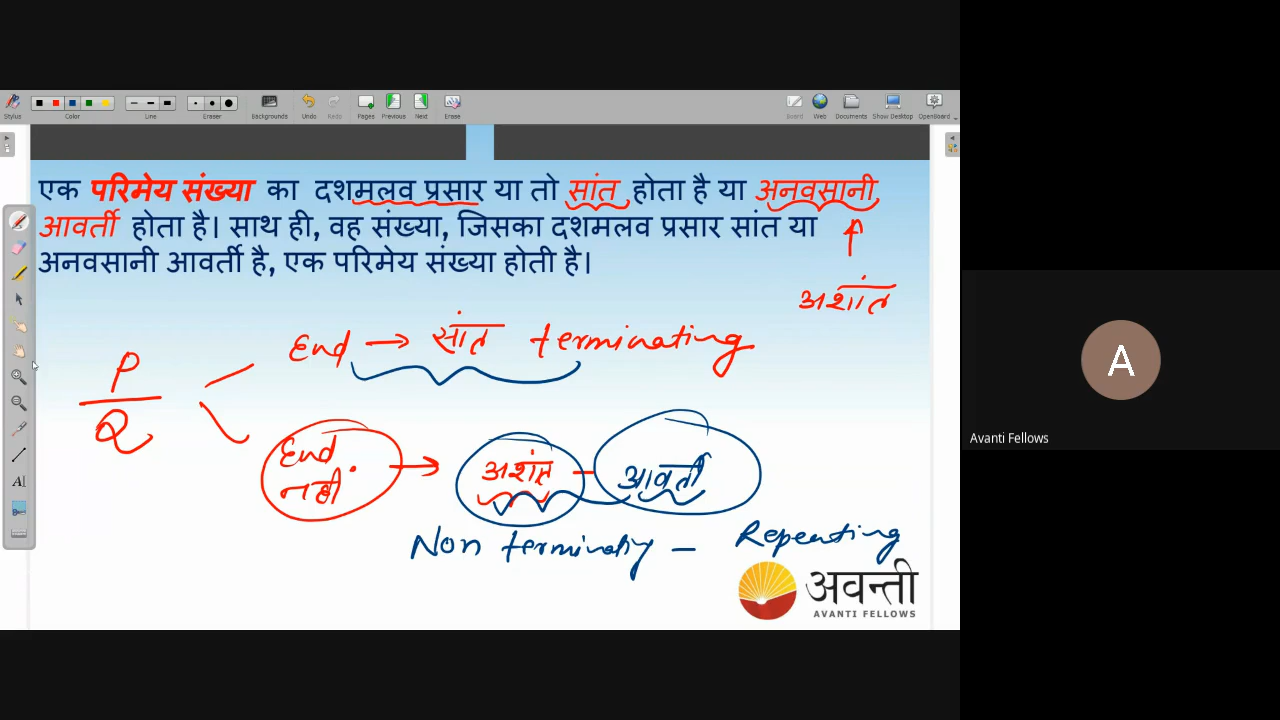 Stylus Color Line Eraser Backgrounds Undo Redo Pages Previous Next Erase Board Web Documents Show Desktop OpenBoard
एक परिमेय संख्या का दशमलव प्रसार या तो सांत होता है या अनवसानी
आवर्ती होता है। साथ ही, वह संख्या, जिसका दशमलव प्रसार सांत या
अनवसानी आवर्ती है, एक परिमेय संख्या होती है।
अशांत
End → सांत terminating
P
Q
End
नहीं → अशांत - आवर्ती
Non terminatiy - Repeating
अवन्ती
AVANTI FELLOWS
A
Avanti Fellows